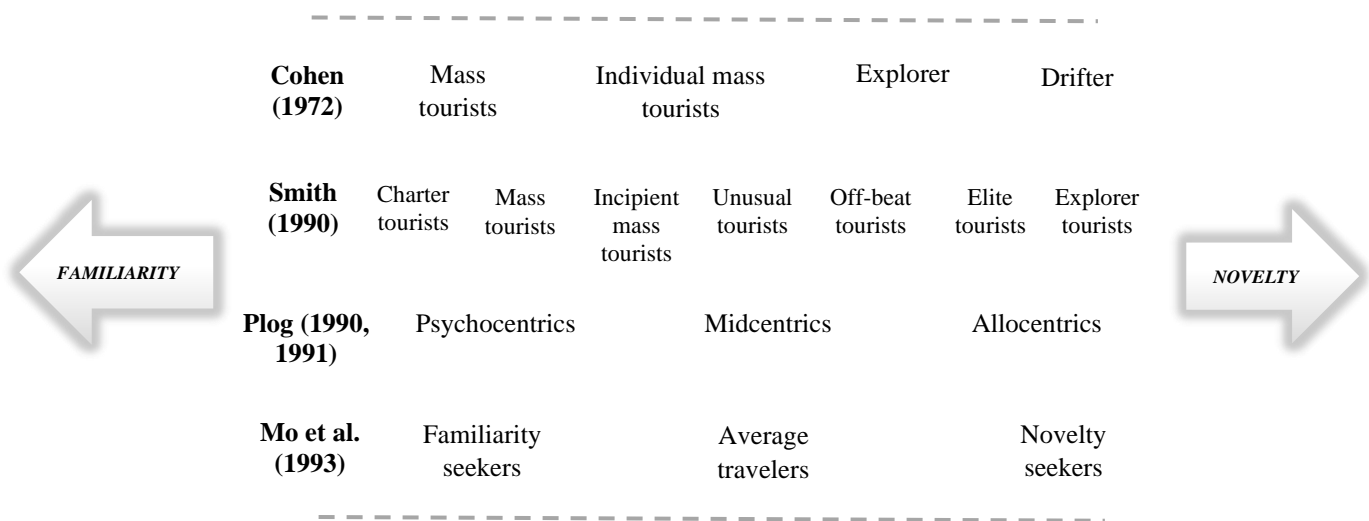 Cohen
(1972)
Mass
tourists
Individual mass
tourists
Explorer
Drifter
Smith
(1990)
Charter
tourists
Mass
tourists
Incipient
mass
tourists
Unusual
tourists
Off-beat
tourists
Elite
tourists
Explorer
tourists
FAMILIARITY
NOVELTY
Plog (1990,
1991)
Psychocentrics
Midcentrics
Allocentrics
Mo et al.
(1993)
Familiarity
seekers
Average
travelers
Novelty
seekers